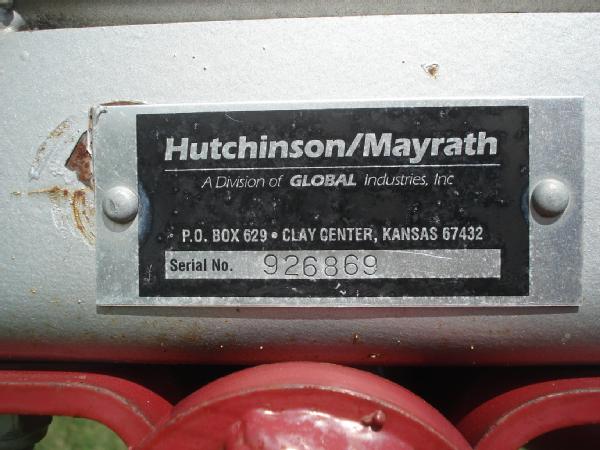 Hutchinson/Mayrath
A Division of GLOBAL Industries, Inc
P.O. BOX 629 • CLAY CENTER, KANSAS 67432
Serial No. 926869